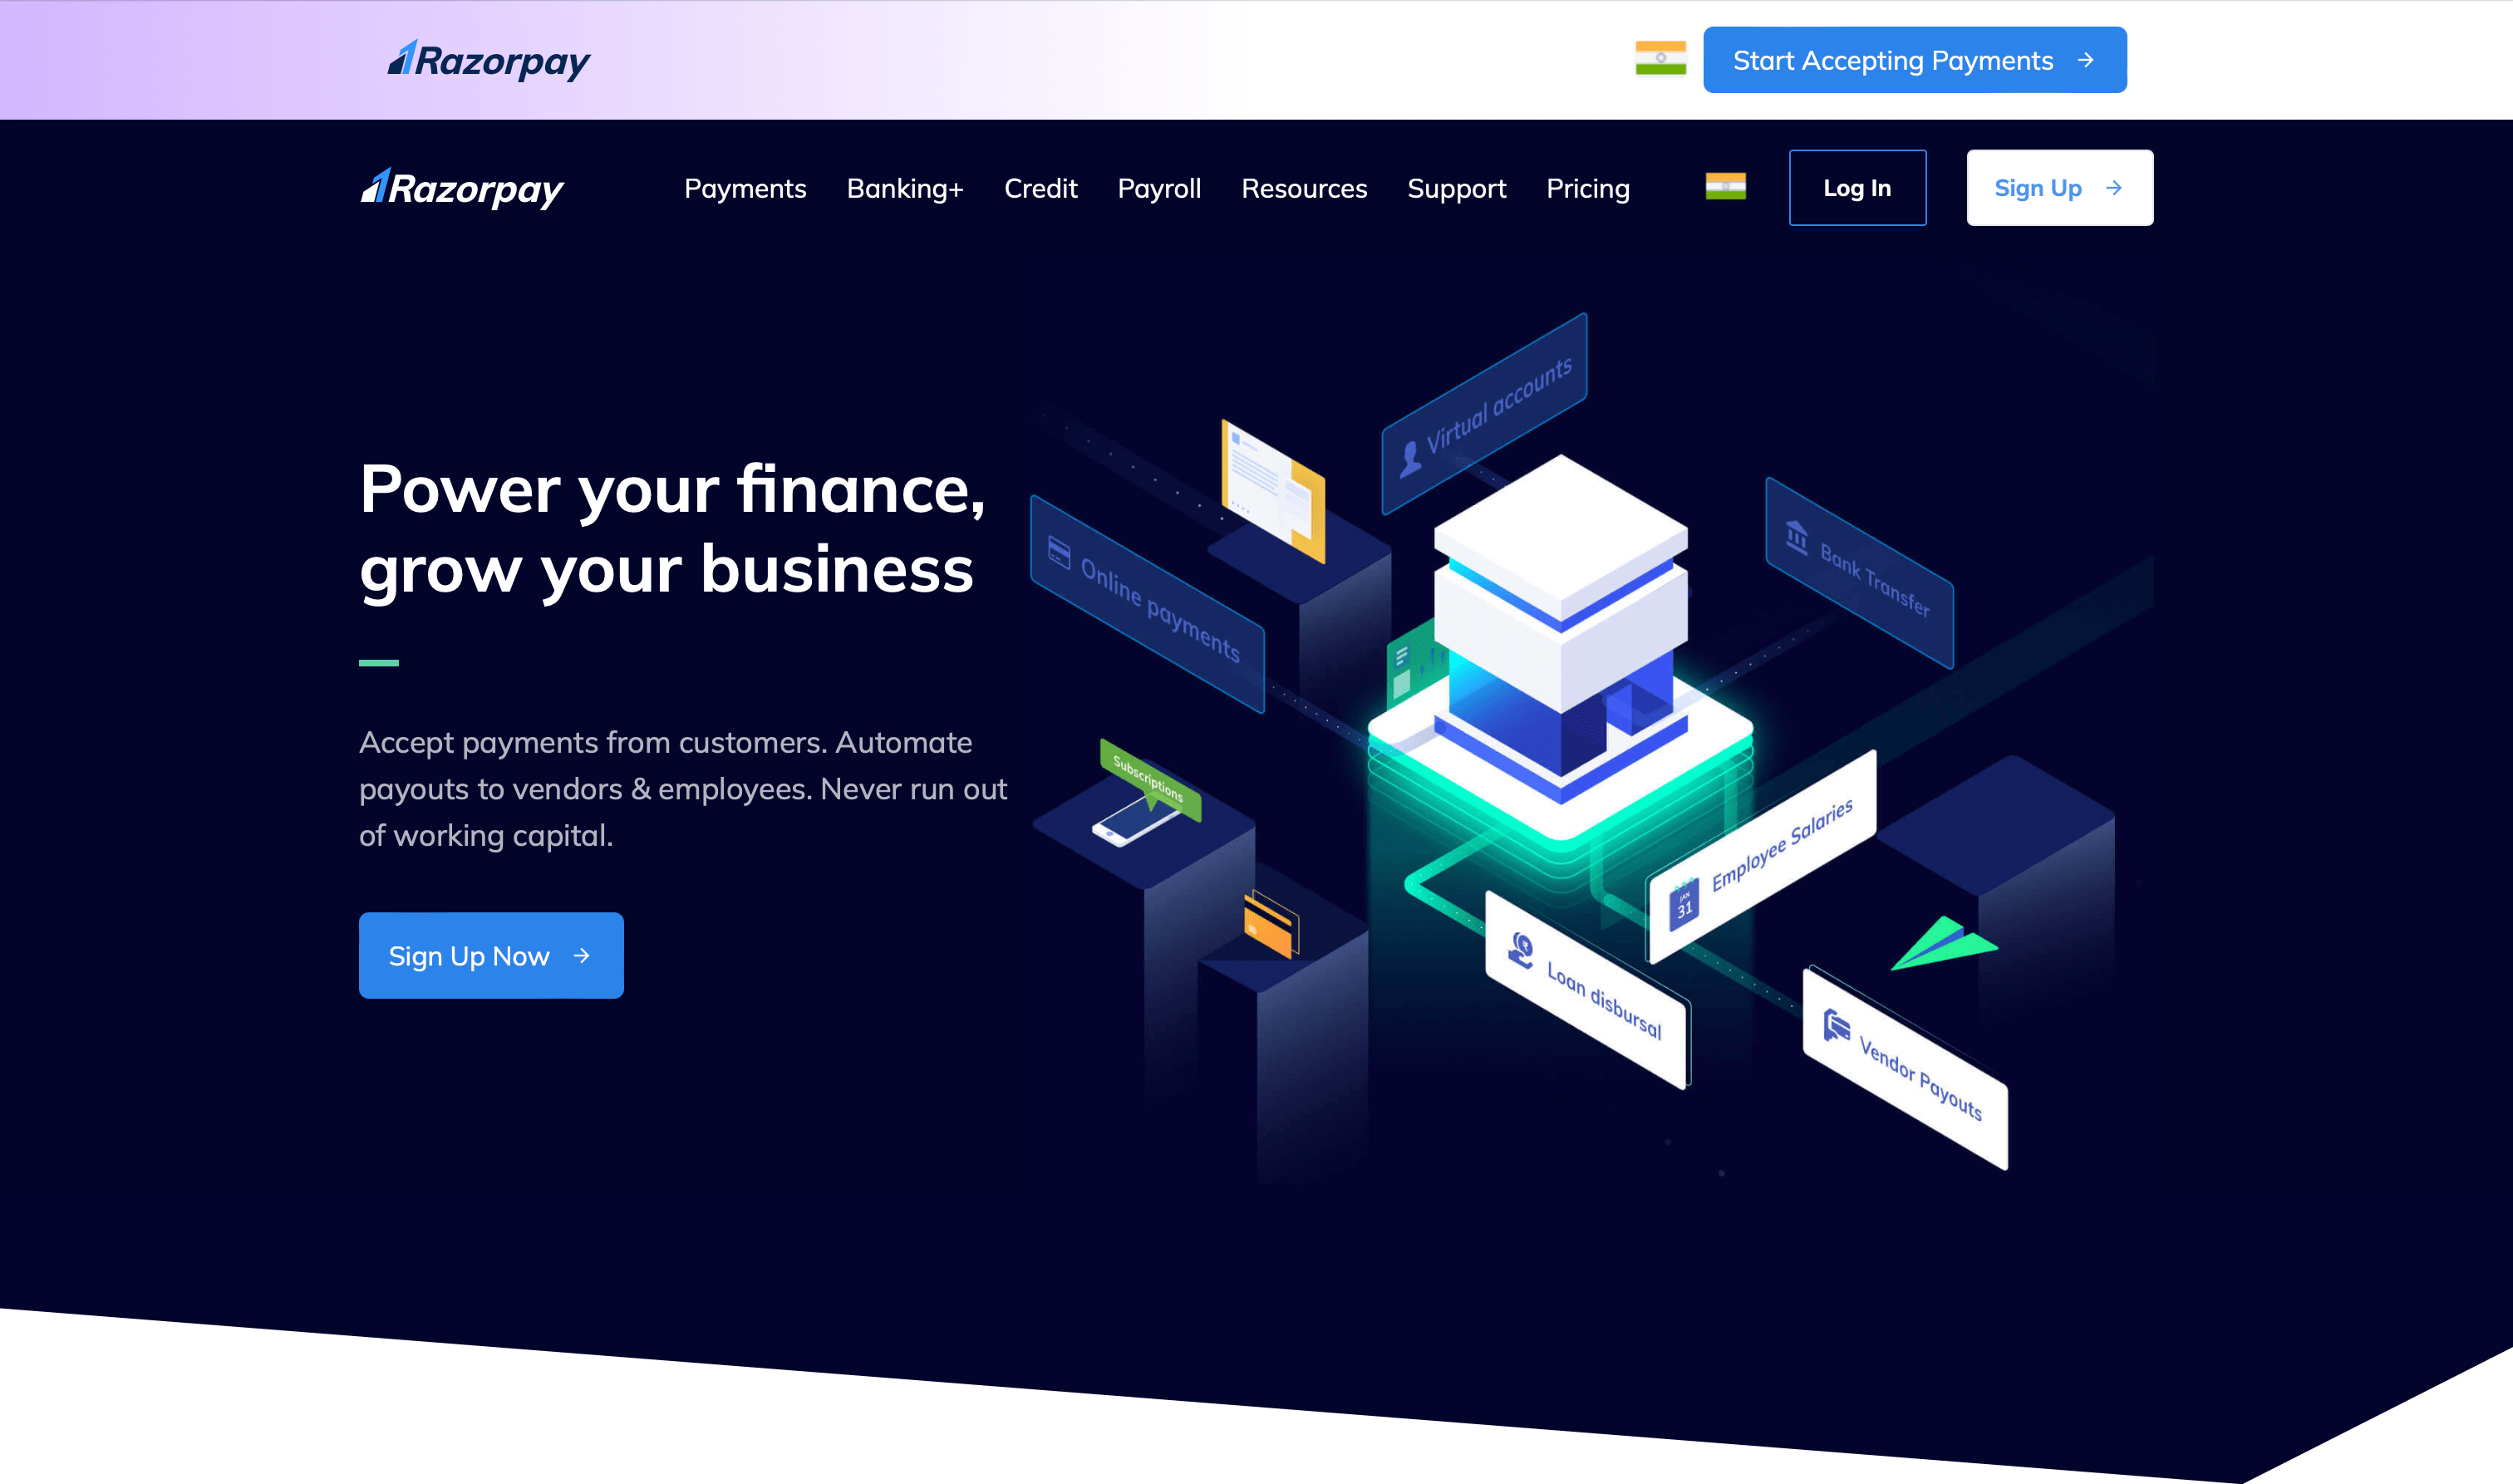 Razorpay
Start Accepting Payments
Razorpay
Payments
Banking+
Credit
Payroll
Resources
Support
Pricing
Log In
Sign Up
Power your finance,
grow your business
Accept payments from customers. Automate
payouts to vendors & employees. Never run out
of working capital.
Sign Up Now
Virtual accounts
Online payments
Bank Transfer
Subscriptions
Employee Salaries
JAN
31
Loan disbursal
Vendor Payouts